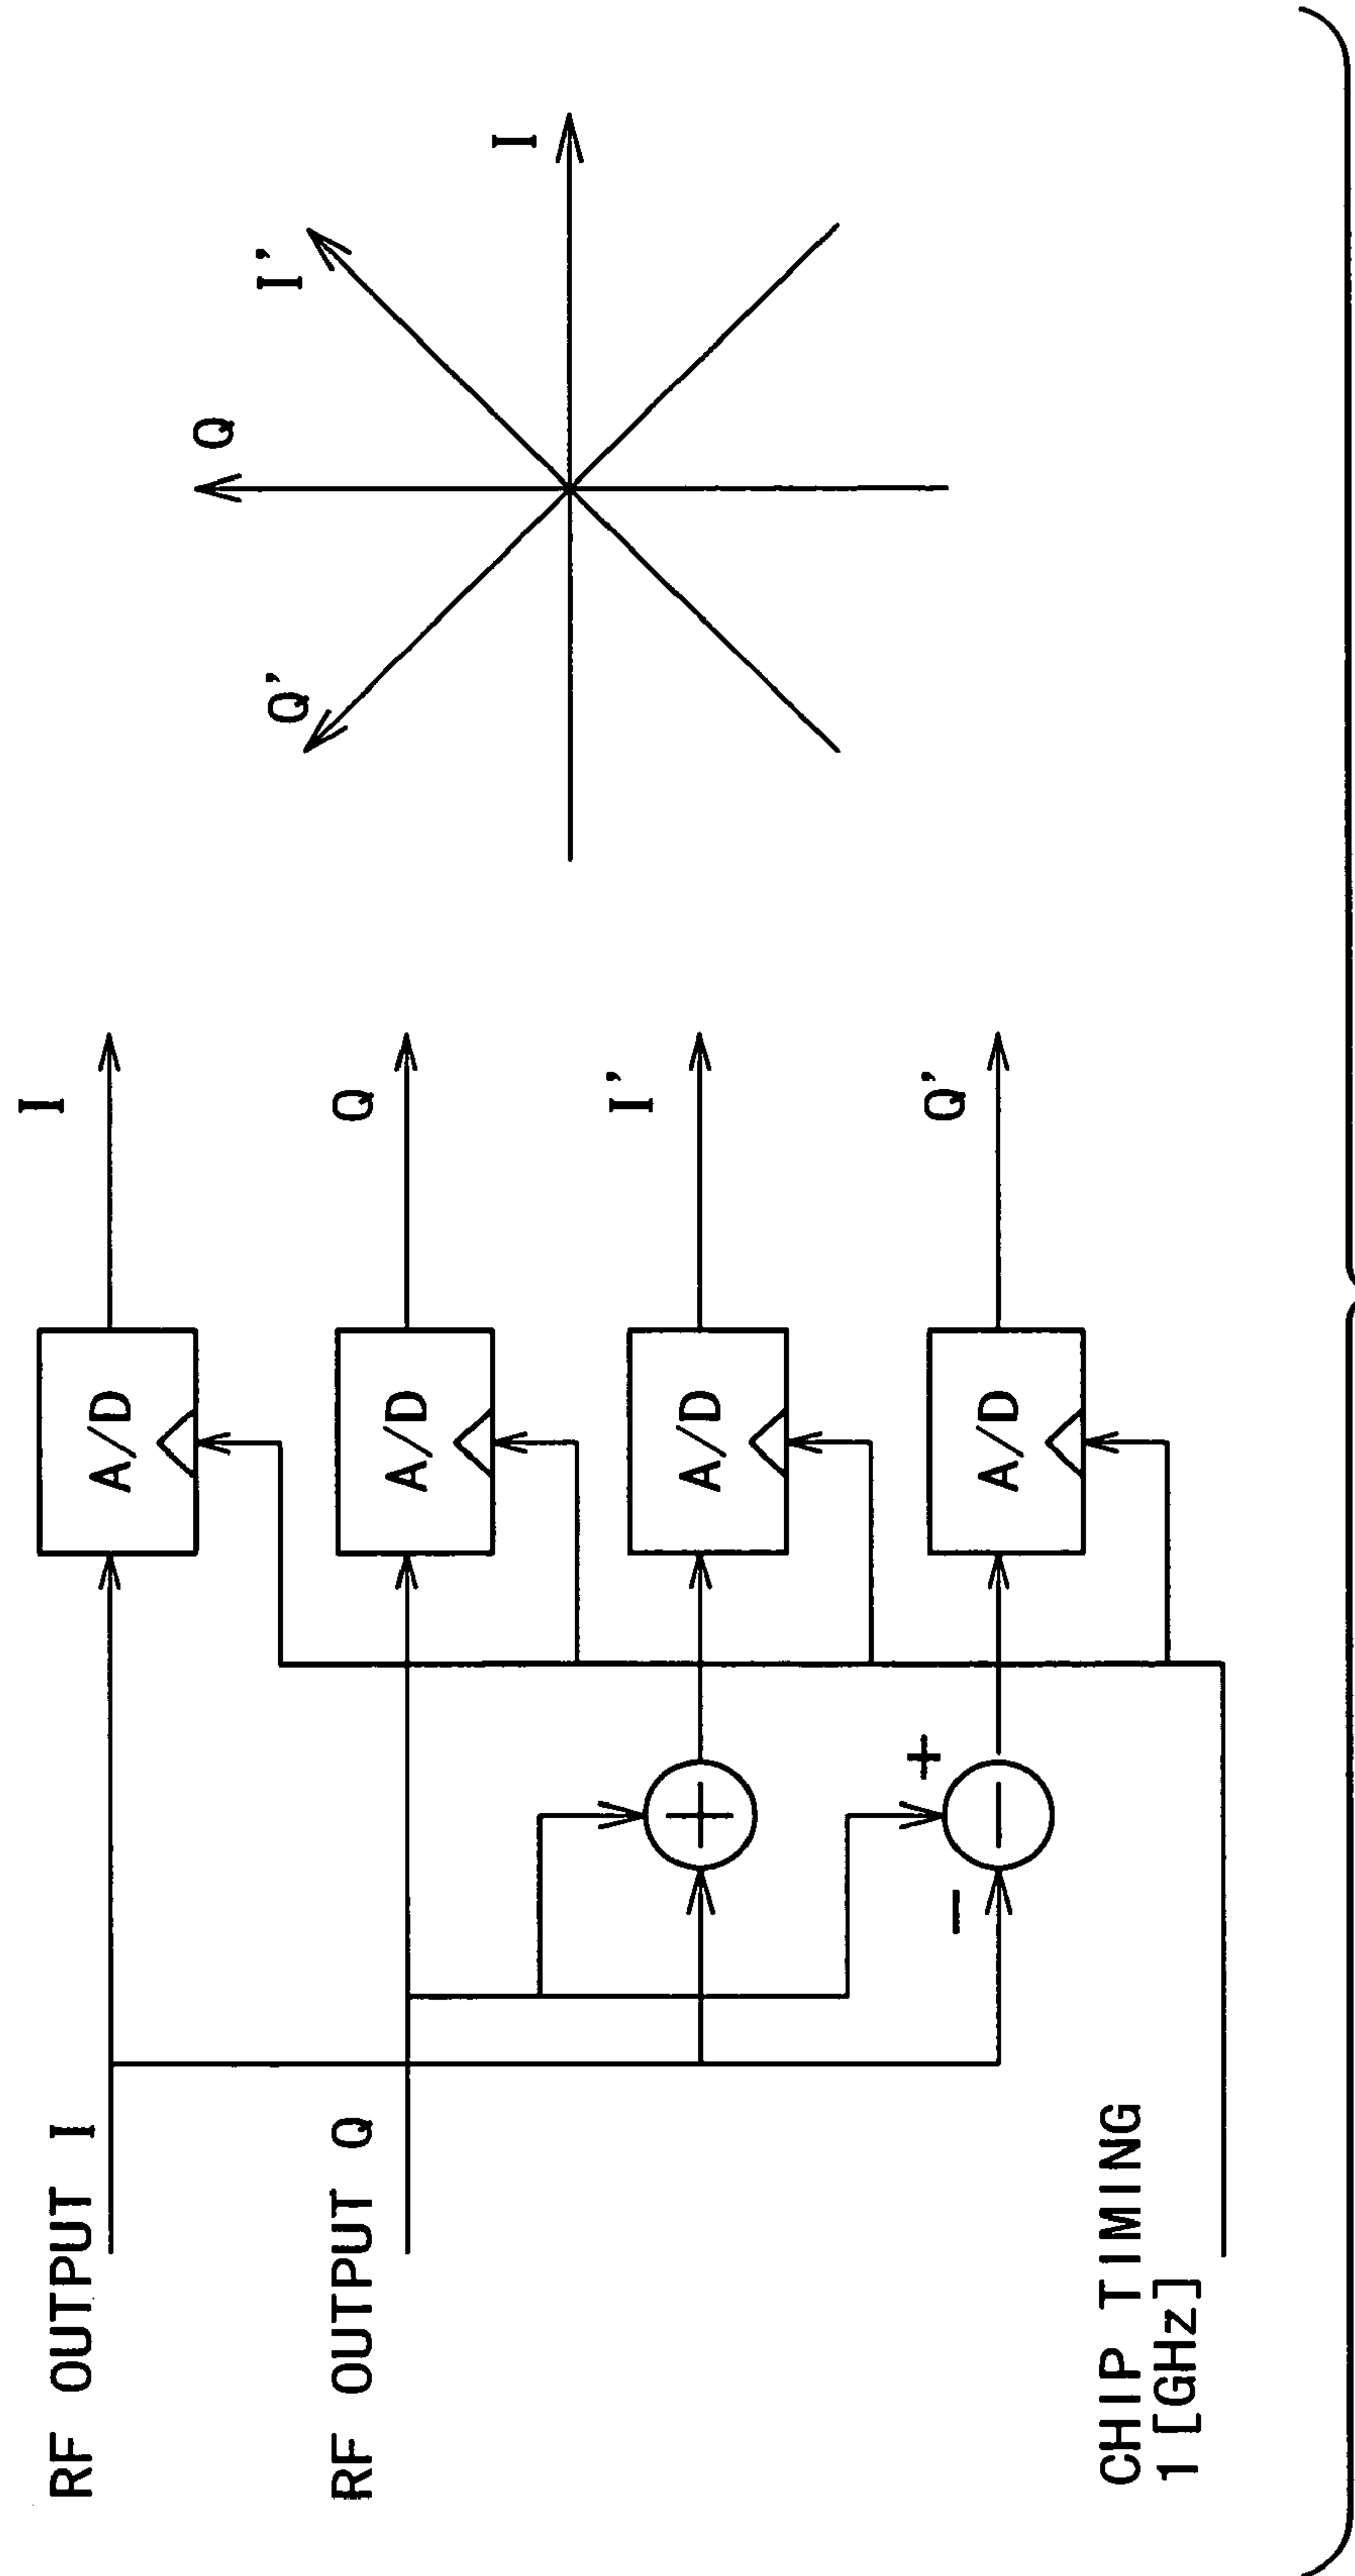 RF OUTPUT I
A/D
I
RF OUTPUT Q
A/D
Q
A/D
I'
+
−
A/D
Q'
CHIP TIMING
1[GHz]
Q
Q'
I'
I